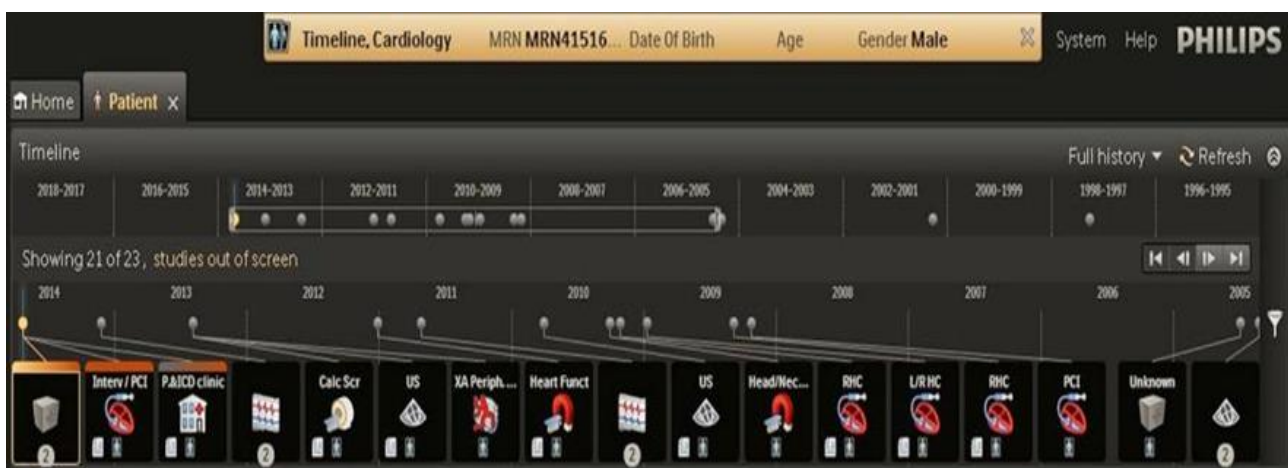 Timeline, Cardiology MRN MRN41516... Date Of Birth Age Gender Male System Help PHILIPS
Home Patient x
Timeline Full history Refresh
2018-2017 2016-2015 2014-2013 2012-2011 2010-2009 2008-2007 2006-2005 2004-2003 2002-2001 2000-1999 1998-1997 1996-1995
Showing 21 of 23, studies out of screen
2014 2013 2012 2011 2010 2009 2008 2007 2006 2005
Interv / PCI P.&ICD clinic Calc Scr US XA Periph.... Heart Funct US Head/Nec... RHC L/R HC RHC PCI Unknown
2 2 2 2